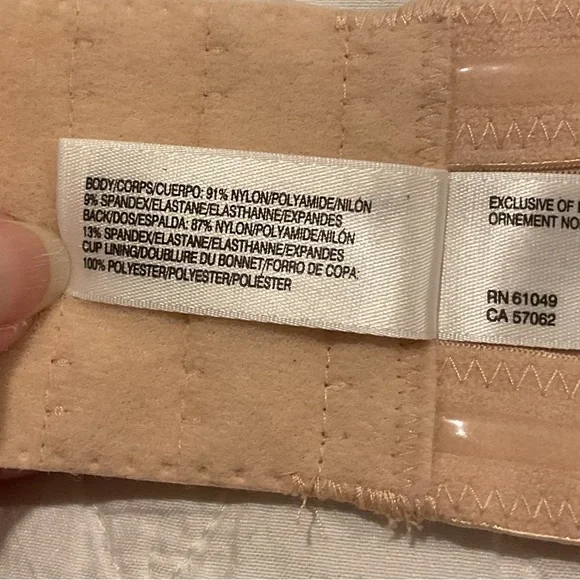 BODY/CORPS/CUERPO: 91% NYLON/POLYAMIDE/NILÓN
9% SPANDEX/ELASTANE/ELASTHANNE/EXPANDES
BACK/DOS/ESPALDA: 87% NYLON/POLYAMIDE/NILÓN
13% SPANDEX/ELASTANE/ELASTHANNE/EXPANDES
CUP LINING/DOUBLURE DU BONNET/FORRO DE COPA:
100% POLYESTER/POLYESTER/POLIÉSTER
EXCLUSIVE OF
ORNEMENT NO
RN 61049
CA 57062